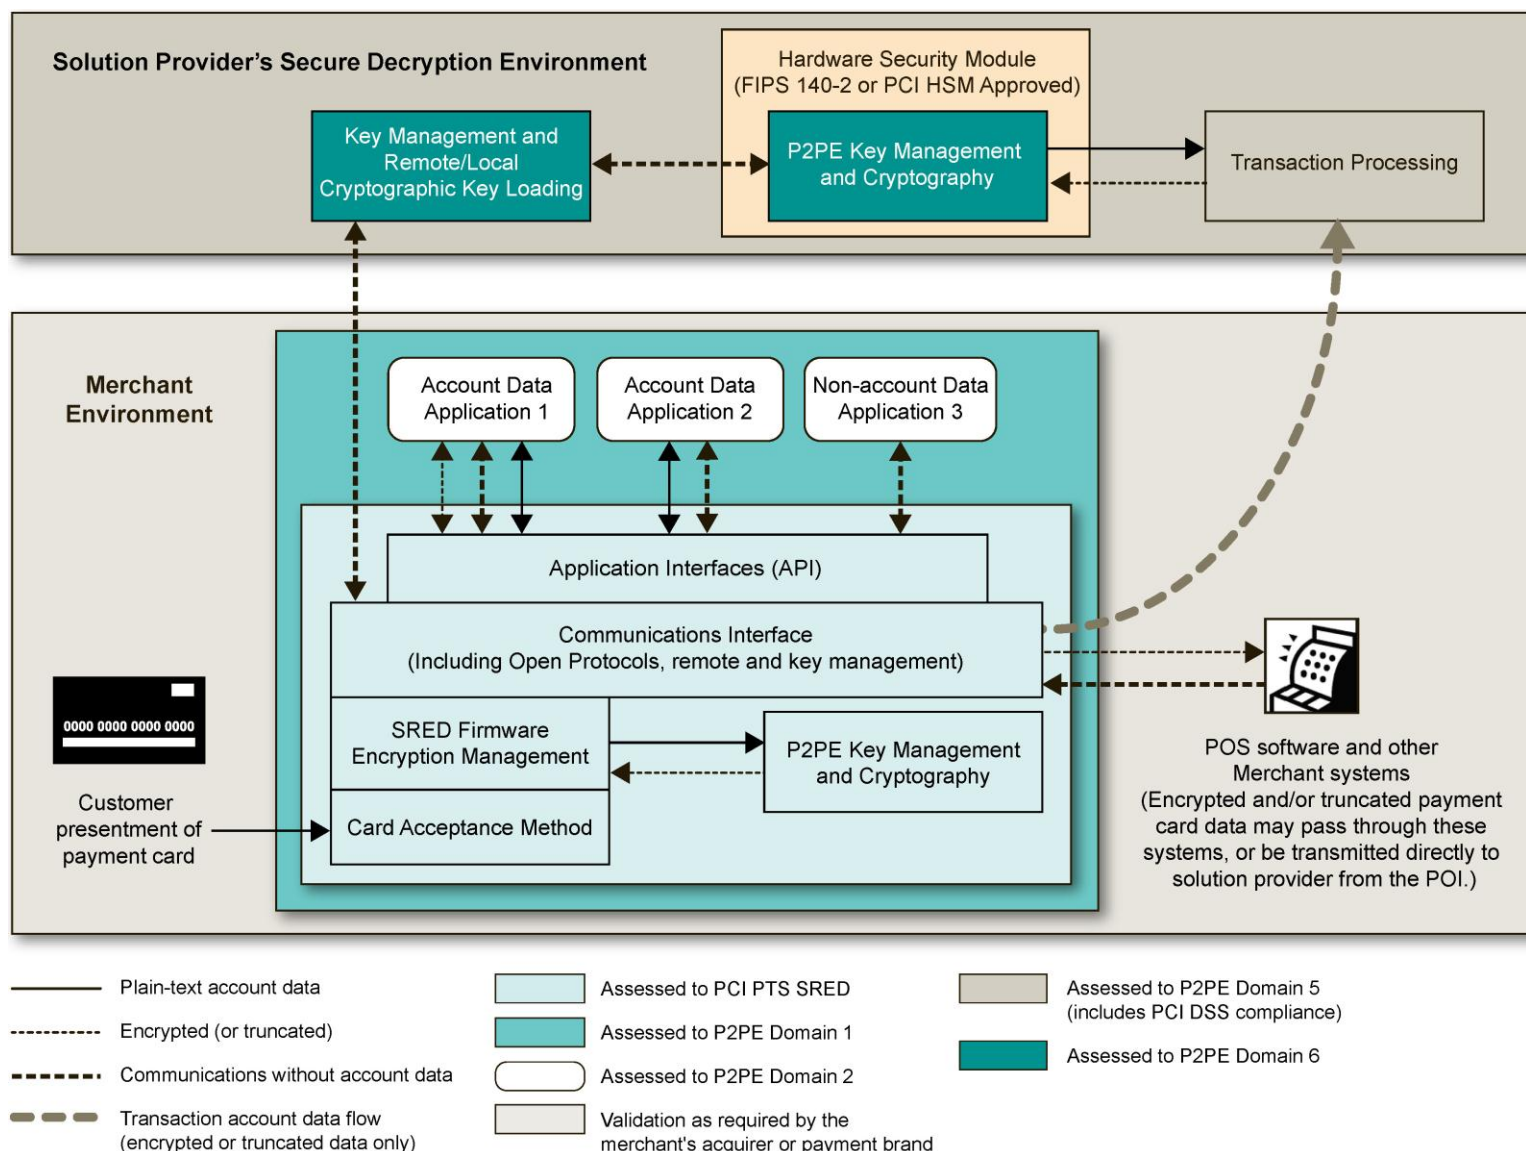 Solution Provider's Secure Decryption Environment
Hardware Security Module
(FIPS 140-2 or PCI HSM Approved)
Key Management and
Remote/Local
Cryptographic Key Loading
P2PE Key Management
and Cryptography
Transaction Processing
Merchant
Environment
Account Data
Application 1
Account Data
Application 2
Non-account Data
Application 3
Application Interfaces (API)
Communications Interface
(Including Open Protocols, remote and key management)
SRED Firmware
Encryption Management
P2PE Key Management
and Cryptography
Card Acceptance Method
0000 0000 0000 0000
Customer
presentment of
payment card
POS software and other
Merchant systems
(Encrypted and/or truncated payment
card data may pass through these
systems, or be transmitted directly to
solution provider from the POI.)
Plain-text account data
Encrypted (or truncated)
Communications without account data
Transaction account data flow
(encrypted or truncated data only)
Assessed to PCI PTS SRED
Assessed to P2PE Domain 1
Assessed to P2PE Domain 2
Validation as required by the
merchant's acquirer or payment brand
Assessed to P2PE Domain 5
(includes PCI DSS compliance)
Assessed to P2PE Domain 6